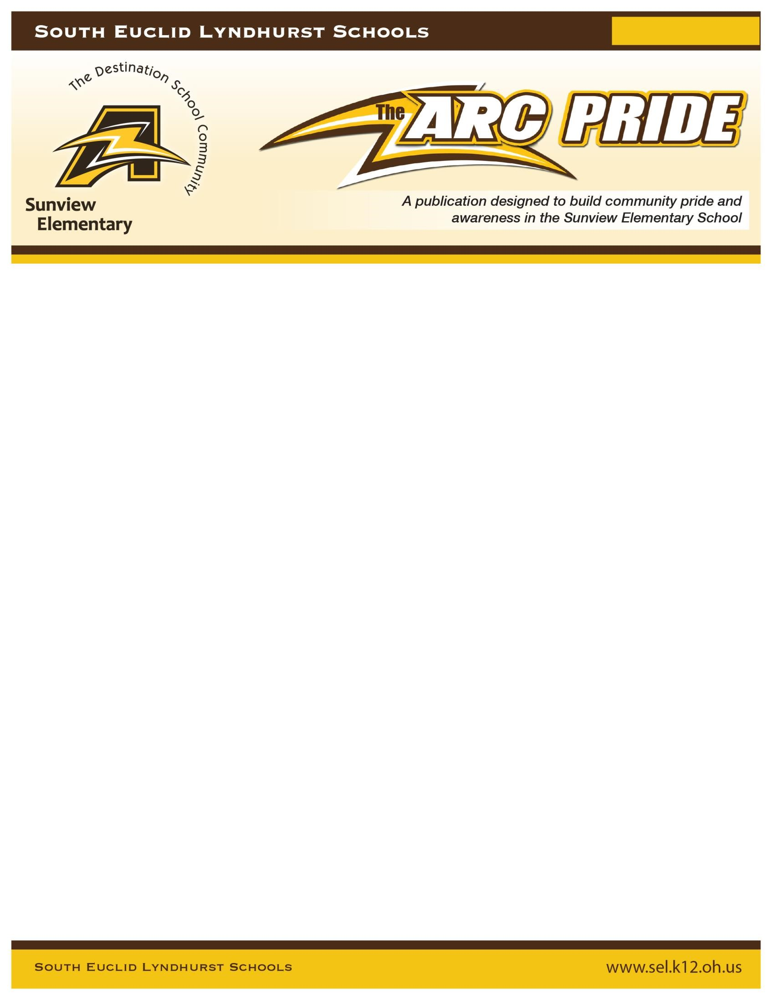 South Euclid Lyndhurst Schools
The Destination School Community
Sunview
Elementary
The ARC PRIDE
A publication designed to build community pride and
awareness in the Sunview Elementary School
South Euclid Lyndhurst Schools
www.sel.k12.oh.us